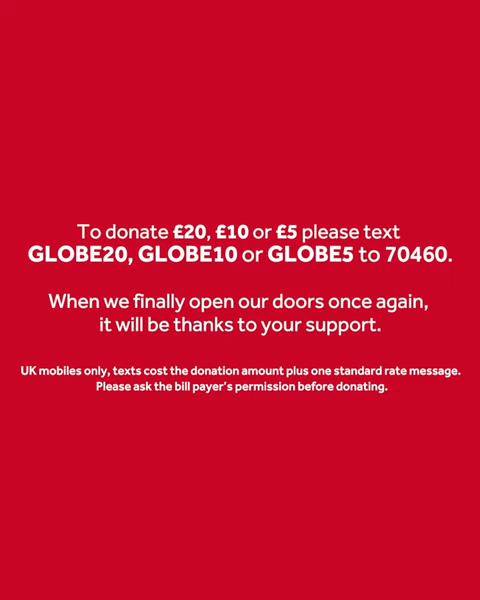 To donate £20, £10 or £5 please text
GLOBE20, GLOBE10 or GLOBE5 to 70460.
When we finally open our doors once again,
it will be thanks to your support.
UK mobiles only, texts cost the donation amount plus one standard rate message.
Please ask the bill payer's permission before donating.